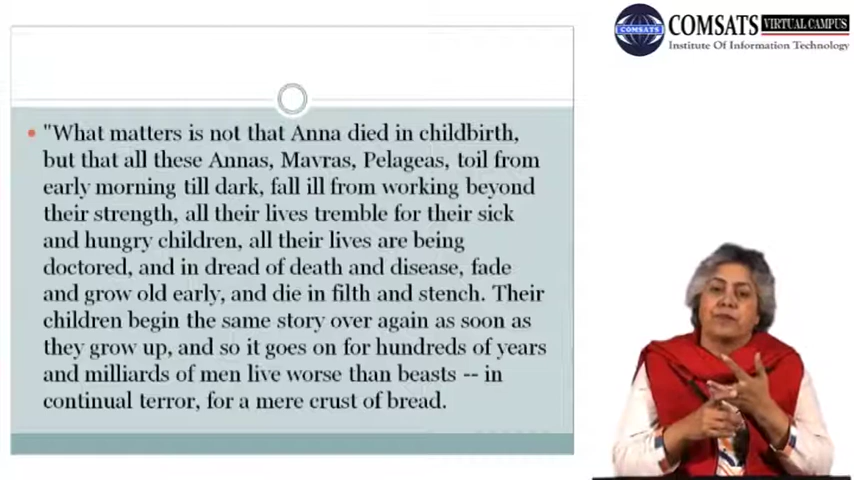 COMSATS
COMSATS VIRTUAL CAMPUS
Institute Of Information Technology
• "What matters is not that Anna died in childbirth,
but that all these Annas, Mavras, Pelageas, toil from
early morning till dark, fall ill from working beyond
their strength, all their lives tremble for their sick
and hungry children, all their lives are being
doctored, and in dread of death and disease, fade
and grow old early, and die in filth and stench. Their
children begin the same story over again as soon as
they grow up, and so it goes on for hundreds of years
and milliards of men live worse than beasts -- in
continual terror, for a mere crust of bread.